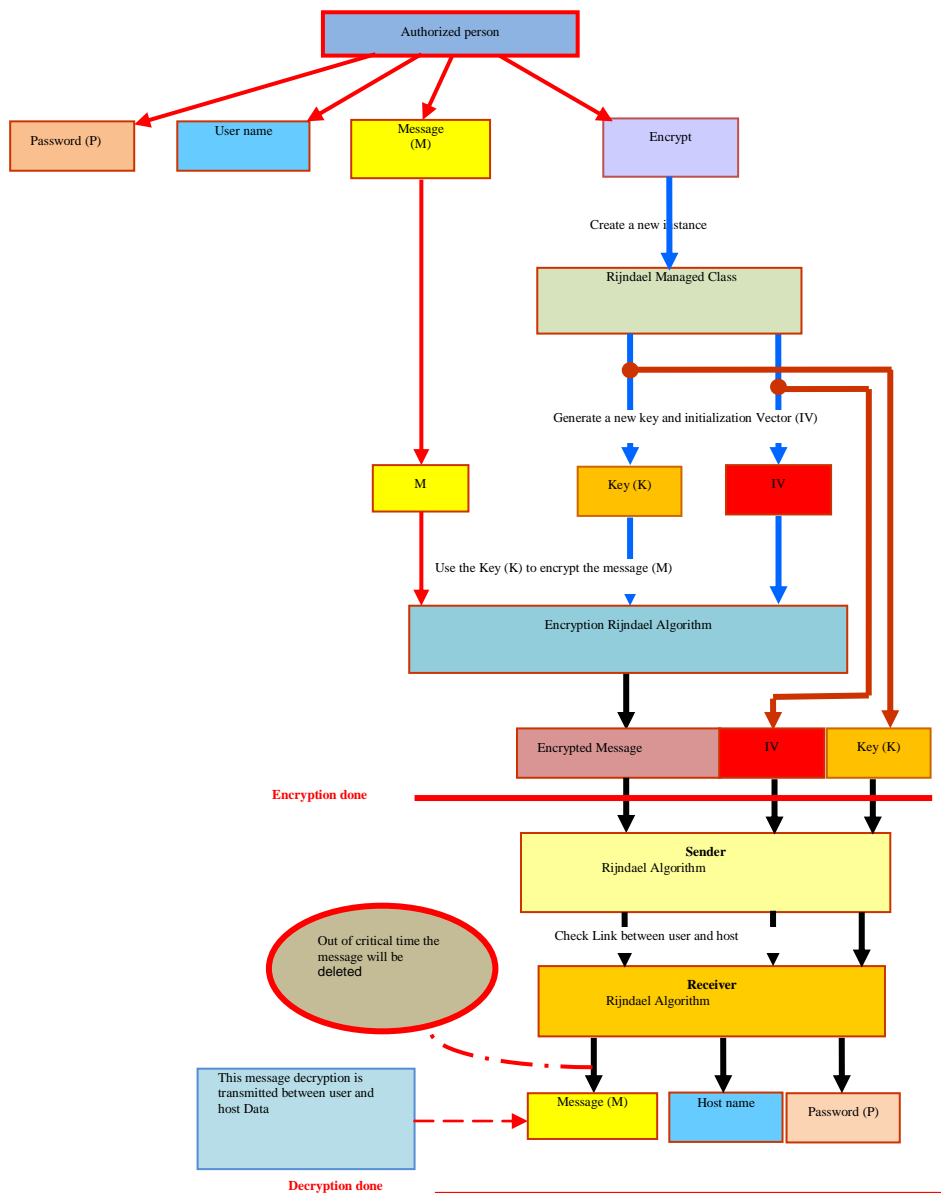 Authorized person
Password (P)
User name
Message
(M)
Encrypt
Create a new instance
Rijndael Managed Class
Generate a new key and initialization Vector (IV)
M
Key (K)
IV
Use the Key (K) to encrypt the message (M)
Encryption Rijndael Algorithm
Encrypted Message
IV
Key (K)
Encryption done
Sender
Rijndael Algorithm
Check Link between user and host
Out of critical time the
message will be
deleted
Receiver
Rijndael Algorithm
This message decryption is
transmitted between user and
host Data
Message (M)
Host name
Password (P)
Decryption done